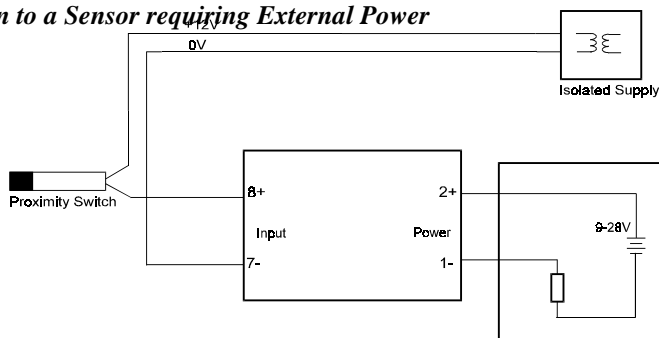 n to a Sensor requiring External Power
+12V
0V
Isolated Supply
Proximity Switch
8+
2+
Input
Power
9-28V
7-
1-